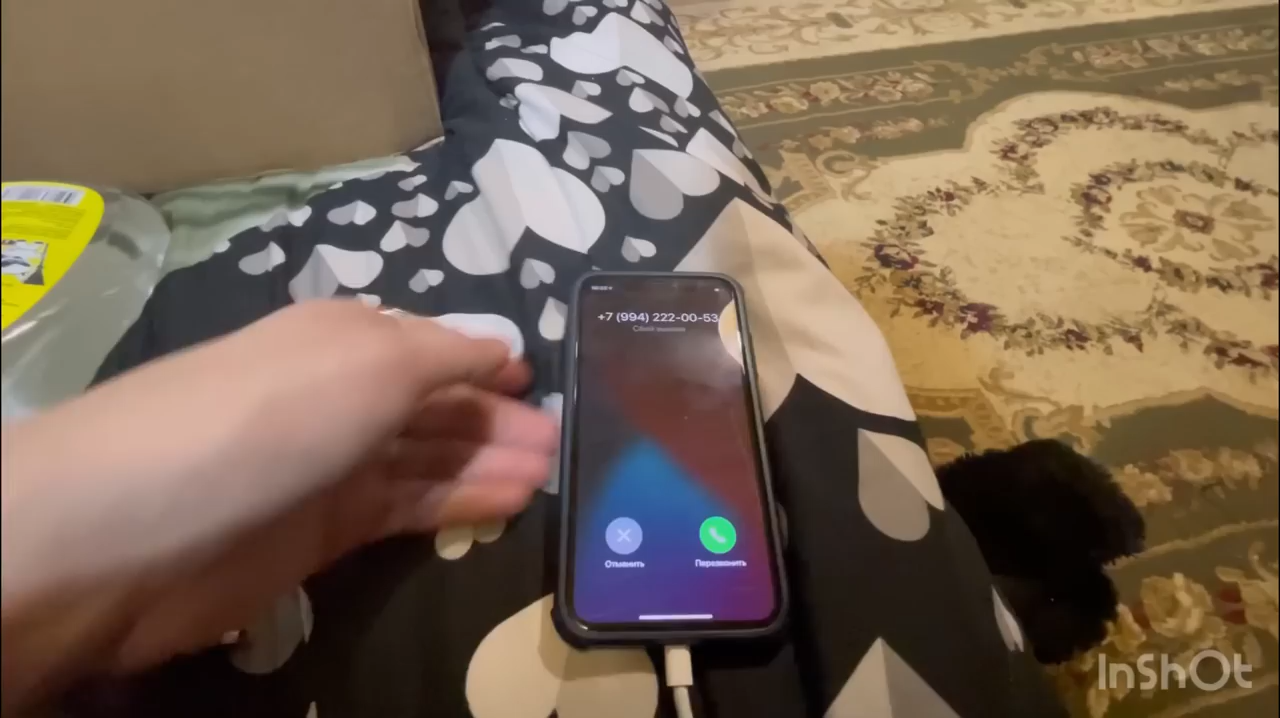 +7 (994) 222-00-53
Сбой вызова
Отменить
Перезвонить
InShOt